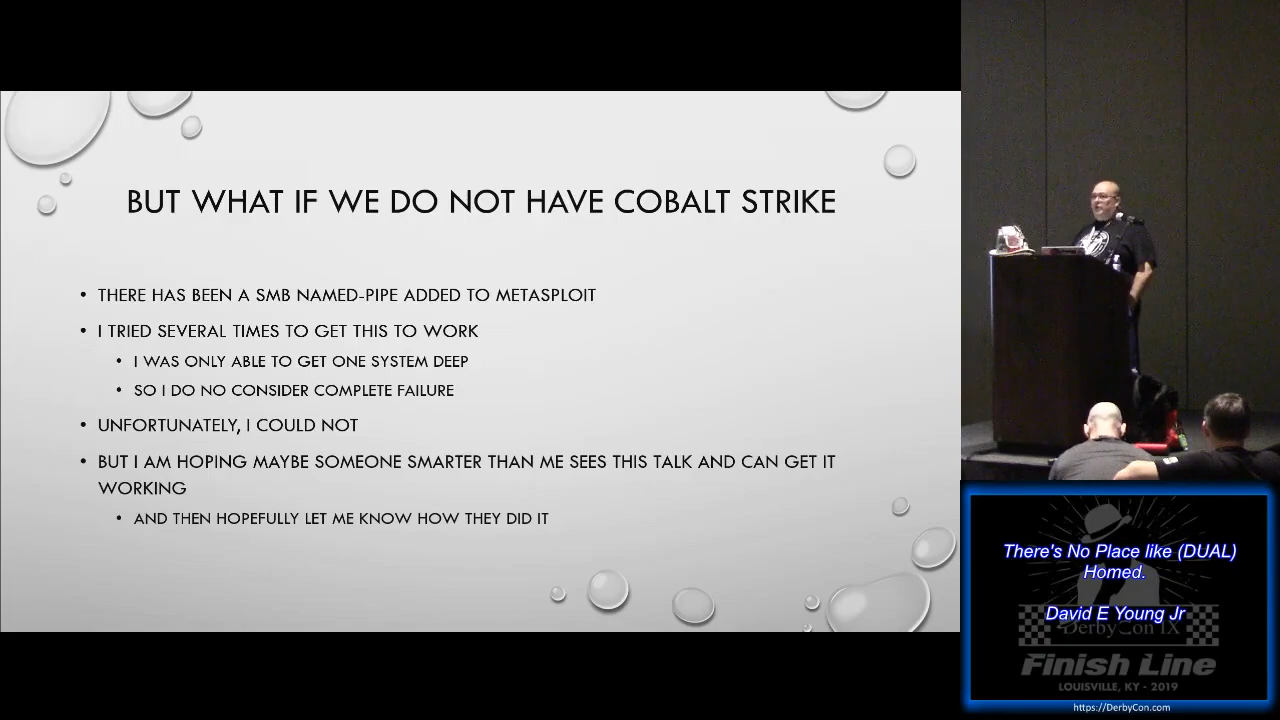 BUT WHAT IF WE DO NOT HAVE COBALT STRIKE
• THERE HAS BEEN A SMB NAMED-PIPE ADDED TO METASPLOIT
• I TRIED SEVERAL TIMES TO GET THIS TO WORK
• I WAS ONLY ABLE TO GET ONE SYSTEM DEEP
• SO I DO NO CONSIDER COMPLETE FAILURE
• UNFORTUNATELY, I COULD NOT
• BUT I AM HOPING MAYBE SOMEONE SMARTER THAN ME SEES THIS TALK AND CAN GET IT
WORKING
• AND THEN HOPEFULLY LET ME KNOW HOW THEY DID IT
There's No Place like (DUAL)
Homed.
David E Young Jr
DerbyCon IX
Finish Line
LOUISVILLE, KY - 2019
https://DerbyCon.com